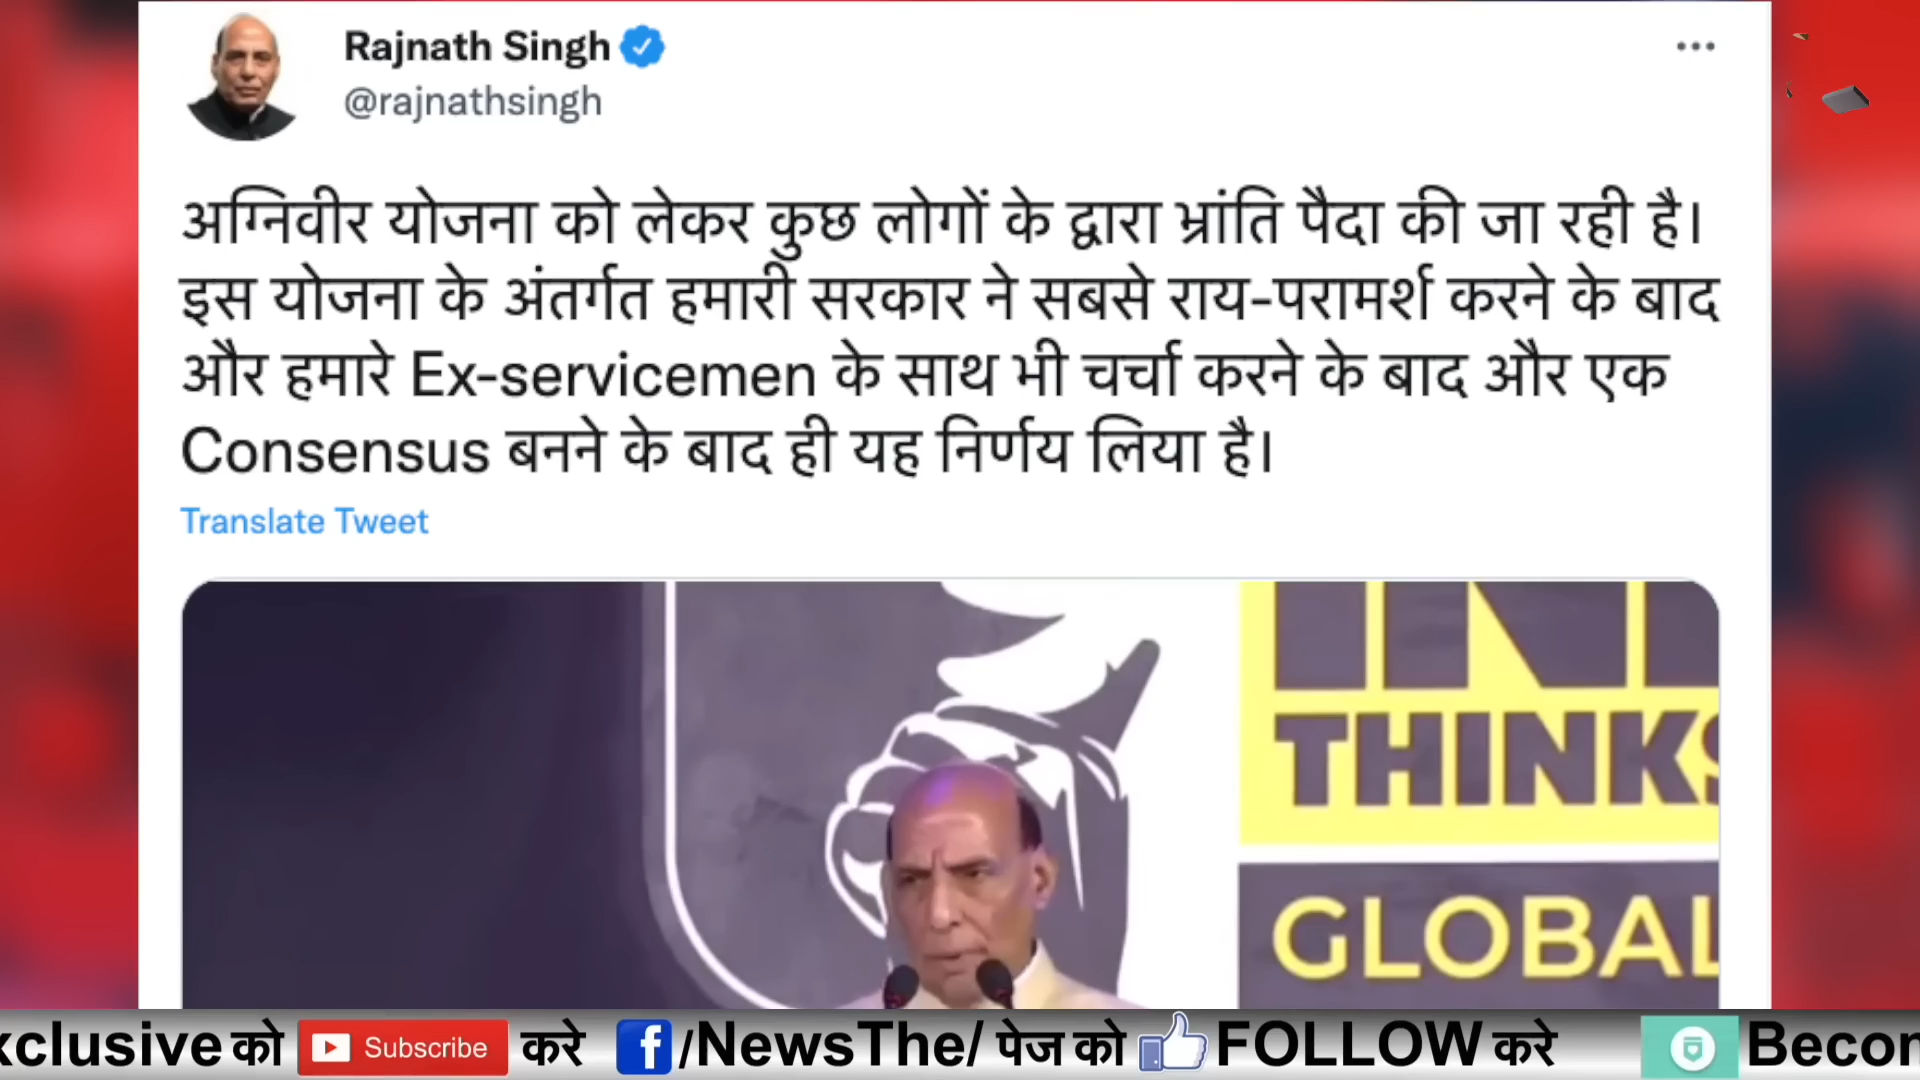 Rajnath Singh
@rajnathsingh
अग्निवीर योजना को लेकर कुछ लोगों के द्वारा भ्रांति पैदा की जा रही है।
इस योजना के अंतर्गत हमारी सरकार ने सबसे राय-परामर्श करने के बाद
और हमारे Ex-servicemen के साथ भी चर्चा करने के बाद और एक
Consensus बनने के बाद ही यह निर्णय लिया है।
Translate Tweet
THINKS
GLOBAL
xclusive को Subscribe करे f/NewsThe/ पेज को FOLLOW करे Becom